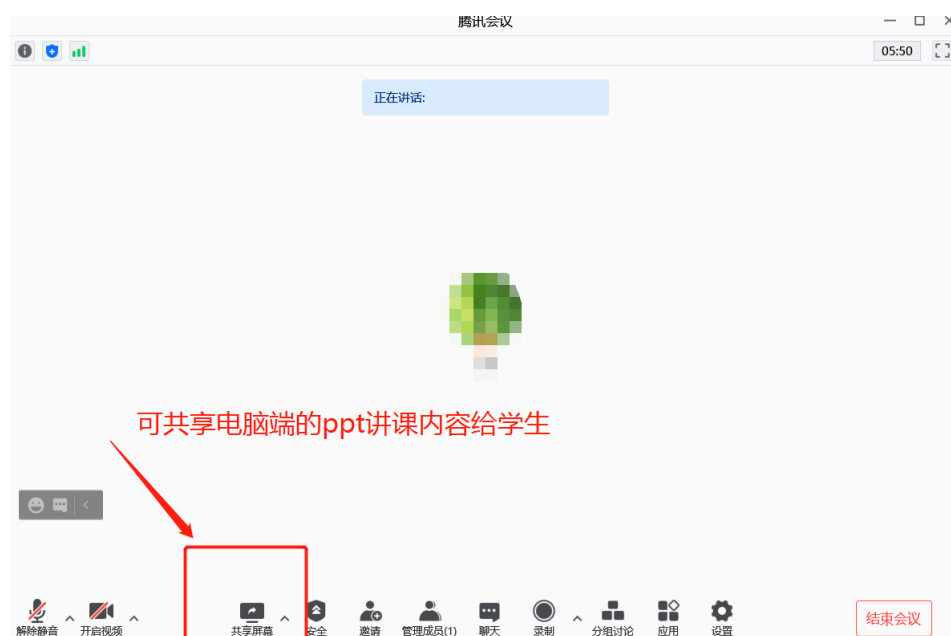 腾讯会议
05:50
正在讲话:
可共享电脑端的ppt讲课内容给学生
解除静音 开启视频 共享屏幕 安全 邀请 管理成员(1) 聊天 录制 分组讨论 应用 设置 结束会议